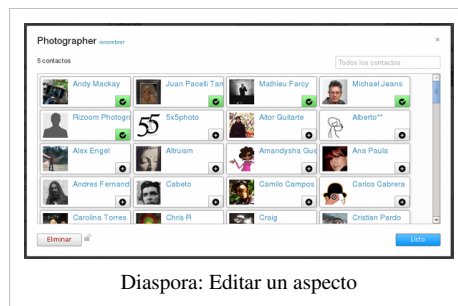 Photographer renombrar ×
5 contactos Todos los contactos
Andy Mackay Juan Pacelli Tan Mathieu Farcy Michael Jeans
Rizoom Photogra 5x5photo Aitor Guitarte Alberto**
55
Alex Engel Altruism Amandysha Gue Ana Paula
Andres Fernand Cabeto Camilo Campos Carlos Cabrera
Carolina Torres Chris R Craig Cristian Pardo
Eliminar Listo
Diaspora: Editar un aspecto